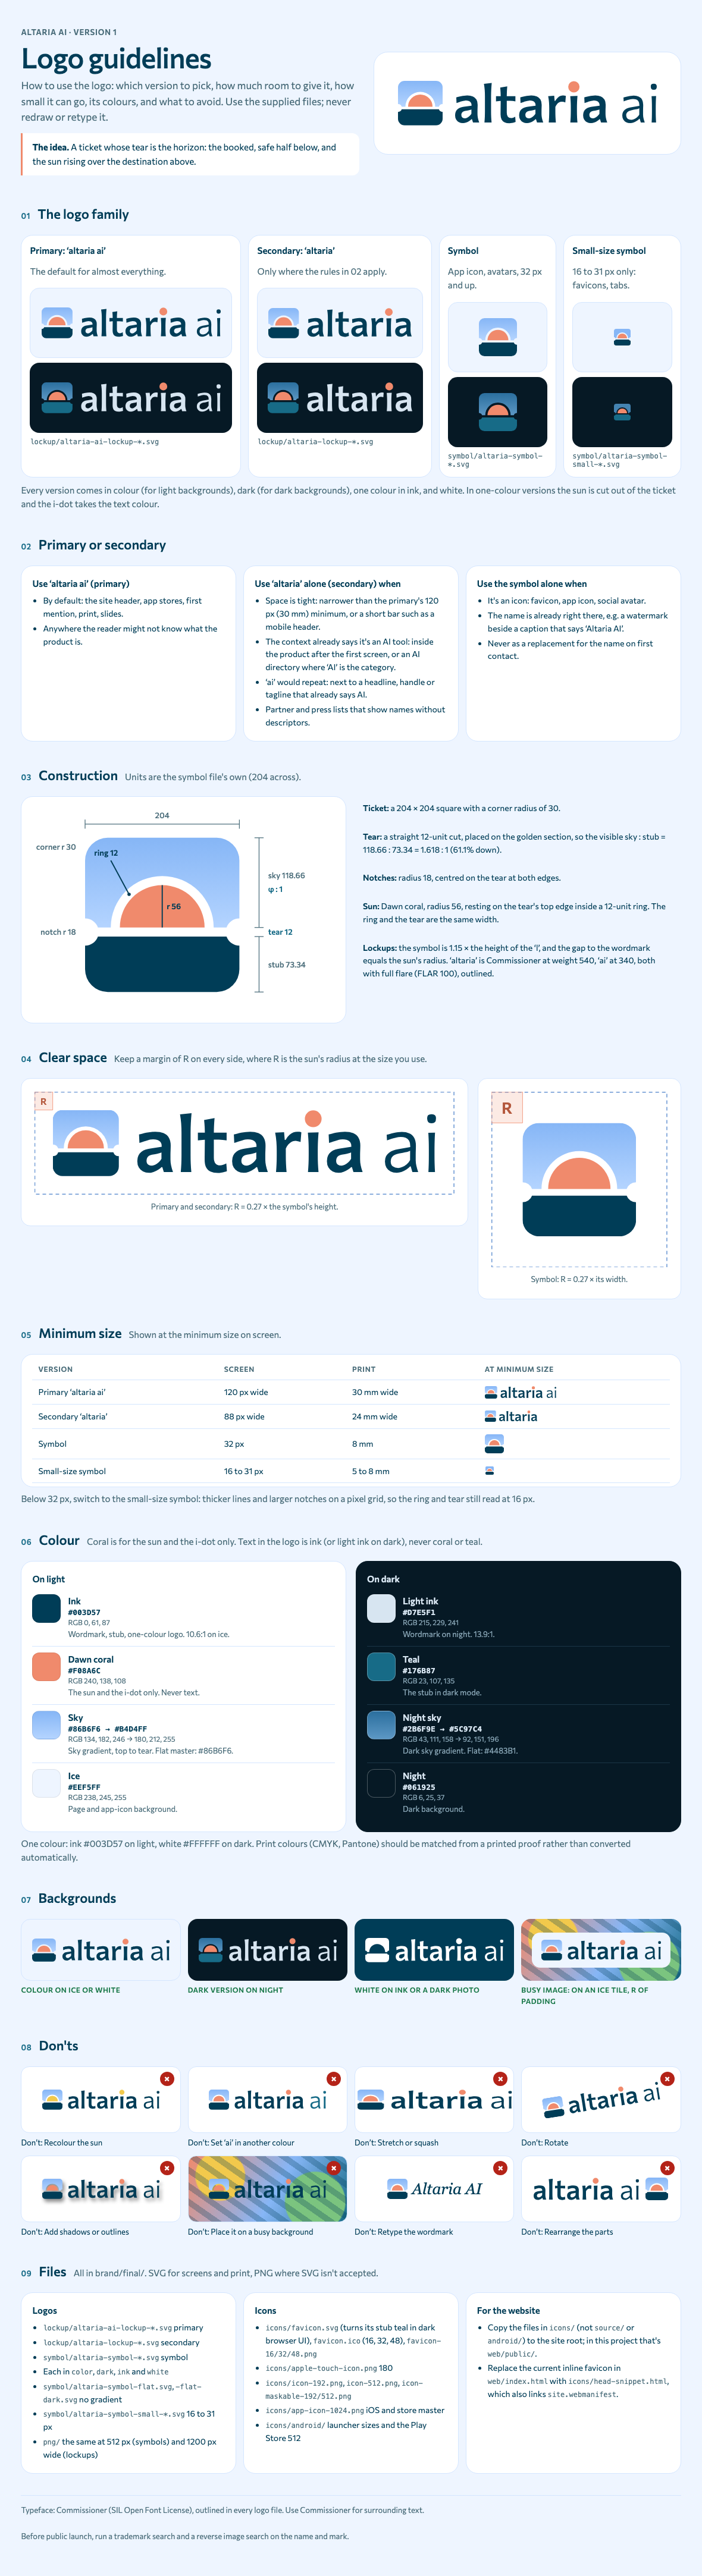 ALTARIA AI · VERSION 1
Logo guidelines
How to use the logo: which version to pick, how much room to give it, how
small it can go, its colours, and what to avoid. Use the supplied files; never
redraw or retype it.
The idea. A ticket whose tear is the horizon: the booked, safe half below, and
the sun rising over the destination above.
altaria ai
01 The logo family
Primary: ‘altaria ai’
The default for almost everything.
altaria ai
altaria ai
lockup/altaria-ai-lockup-*.svg
Secondary: ‘altaria’
Only where the rules in 02 apply.
altaria
altaria
lockup/altaria-lockup-*.svg
Symbol
App icon, avatars, 32 px
and up.
symbol/altaria-symbol-
*.svg
Small-size symbol
16 to 31 px only:
favicons, tabs.
symbol/altaria-symbol-
small-*.svg
Every version comes in colour (for light backgrounds), dark (for dark backgrounds), one colour in ink, and white. In one-colour versions the sun is cut out of the ticket
and the i-dot takes the text colour.
02 Primary or secondary
Use ‘altaria ai’ (primary)
• By default: the site header, app stores, first
mention, print, slides.
• Anywhere the reader might not know what the
product is.
Use ‘altaria’ alone (secondary) when
• Space is tight: narrower than the primary's 120
px (30 mm) minimum, or a short bar such as a
mobile header.
• The context already says it's an AI tool: inside
the product after the first screen, or an AI
directory where ‘AI’ is the category.
• ‘ai’ would repeat: next to a headline, handle or
tagline that already says AI.
• Partner and press lists that show names without
descriptors.
Use the symbol alone when
• It's an icon: favicon, app icon, social avatar.
• The name is already right there, e.g. a watermark
beside a caption that says ‘Altaria AI’.
• Never as a replacement for the name on first
contact.
03 Construction Units are the symbol file's own (204 across).
204
corner r 30
ring 12
sky 118.66
φ : 1
r 56
notch r 18
tear 12
stub 73.34
Ticket: a 204 × 204 square with a corner radius of 30.
Tear: a straight 12-unit cut, placed on the golden section, so the visible sky : stub =
118.66 : 73.34 = 1.618 : 1 (61.1% down).
Notches: radius 18, centred on the tear at both edges.
Sun: Dawn coral, radius 56, resting on the tear's top edge inside a 12-unit ring. The
ring and the tear are the same width.
Lockups: the symbol is 1.15 × the height of the ‘l’, and the gap to the wordmark
equals the sun's radius. ‘altaria’ is Commissioner at weight 540, ‘ai’ at 340, both
with full flare (FLAR 100), outlined.
04 Clear space Keep a margin of R on every side, where R is the sun's radius at the size you use.
R
altaria ai
Primary and secondary: R = 0.27 × the symbol's height.
R
Symbol: R = 0.27 × its width.
05 Minimum size Shown at the minimum size on screen.
VERSION SCREEN PRINT AT MINIMUM SIZE
Primary ‘altaria ai’ 120 px wide 30 mm wide altaria ai
Secondary ‘altaria’ 88 px wide 24 mm wide altaria
Symbol 32 px 8 mm
Small-size symbol 16 to 31 px 5 to 8 mm
Below 32 px, switch to the small-size symbol: thicker lines and larger notches on a pixel grid, so the ring and tear still read at 16 px.
06 Colour Coral is for the sun and the i-dot only. Text in the logo is ink (or light ink on dark), never coral or teal.
On light
Ink
#003D57
RGB 0, 61, 87
Wordmark, stub, one-colour logo. 10.6:1 on ice.
Dawn coral
#F08A6C
RGB 240, 138, 108
The sun and the i-dot only. Never text.
Sky
#86B6F6 → #B4D4FF
RGB 134, 182, 246 → 180, 212, 255
Sky gradient, top to tear. Flat master: #86B6F6.
Ice
#EEF5FF
RGB 238, 245, 255
Page and app-icon background.
On dark
Light ink
#D7E5F1
RGB 215, 229, 241
Wordmark on night. 13.9:1.
Teal
#176B87
RGB 23, 107, 135
The stub in dark mode.
Night sky
#2B6F9E → #5C97C4
RGB 43, 111, 158 → 92, 151, 196
Dark sky gradient. Flat: #4483B1.
Night
#061925
RGB 6, 25, 37
Dark background.
One colour: ink #003D57 on light, white #FFFFFF on dark. Print colours (CMYK, Pantone) should be matched from a printed proof rather than converted
automatically.
07 Backgrounds
altaria ai
altaria ai
altaria ai
altaria ai
COLOUR ON ICE OR WHITE
DARK VERSION ON NIGHT
WHITE ON INK OR A DARK PHOTO
BUSY IMAGE: ON AN ICE TILE, R OF
PADDING
08 Don'ts
altaria ai
altaria ai
altaria ai
altaria ai
Don't: Recolour the sun
Don't: Set ‘ai’ in another colour
Don't: Stretch or squash
Don't: Rotate
altaria ai
altaria ai
Altaria AI
altaria ai
Don't: Add shadows or outlines
Don't: Place it on a busy background
Don't: Retype the wordmark
Don't: Rearrange the parts
09 Files All in brand/final/. SVG for screens and print, PNG where SVG isn't accepted.
Logos
• lockup/altaria-ai-lockup-*.svg primary
• lockup/altaria-lockup-*.svg secondary
• symbol/altaria-symbol-*.svg symbol
• Each in color, dark, ink and white
• symbol/altaria-symbol-flat.svg, -flat-
dark.svg no gradient
• symbol/altaria-symbol-small-*.svg 16 to 31
px
• png/ the same at 512 px (symbols) and 1200 px
wide (lockups)
Icons
• icons/favicon.svg (turns its stub teal in dark
browser UI), favicon.ico (16, 32, 48), favicon-
16/32/48.png
• icons/apple-touch-icon.png 180
• icons/icon-192.png, icon-512.png, icon-
maskable-192/512.png
• icons/app-icon-1024.png iOS and store master
• icons/android/ launcher sizes and the Play
Store 512
For the website
• Copy the files in icons/ (not source/ or
android/) to the site root; in this project that's
web/public/.
• Replace the current inline favicon in
web/index.html with icons/head-snippet.html,
which also links site.webmanifest.
Typeface: Commissioner (SIL Open Font License), outlined in every logo file. Use Commissioner for surrounding text.
Before public launch, run a trademark search and a reverse image search on the name and mark.